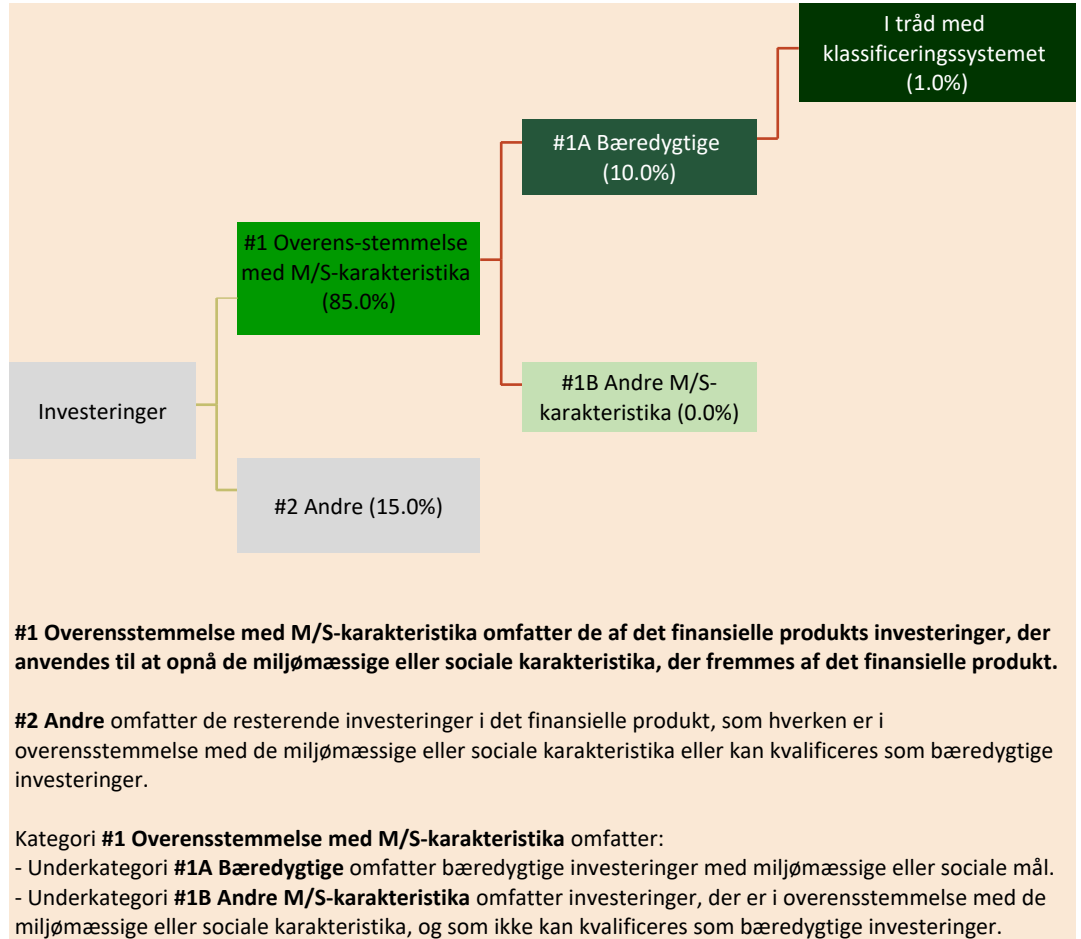 I tråd med
klassificeringssystemet
(1.0%)
#1A Bæredygtige
(10.0%)
#1 Overens-stemmelse
med M/S-karakteristika
(85.0%)
#1B Andre M/S-
karakteristika (0.0%)
Investeringer
#2 Andre (15.0%)
#1 Overensstemmelse med M/S-karakteristika omfatter de af det finansielle produkts investeringer, der
anvendes til at opnå de miljømæssige eller sociale karakteristika, der fremmes af det finansielle produkt.
#2 Andre omfatter de resterende investeringer i det finansielle produkt, som hverken er i
overensstemmelse med de miljømæssige eller sociale karakteristika eller kan kvalificeres som bæredygtige
investeringer.
Kategori #1 Overensstemmelse med M/S-karakteristika omfatter:
- Underkategori #1A Bæredygtige omfatter bæredygtige investeringer med miljømæssige eller sociale mål.
- Underkategori #1B Andre M/S-karakteristika omfatter investeringer, der er i overensstemmelse med de
miljømæssige eller sociale karakteristika, og som ikke kan kvalificeres som bæredygtige investeringer.